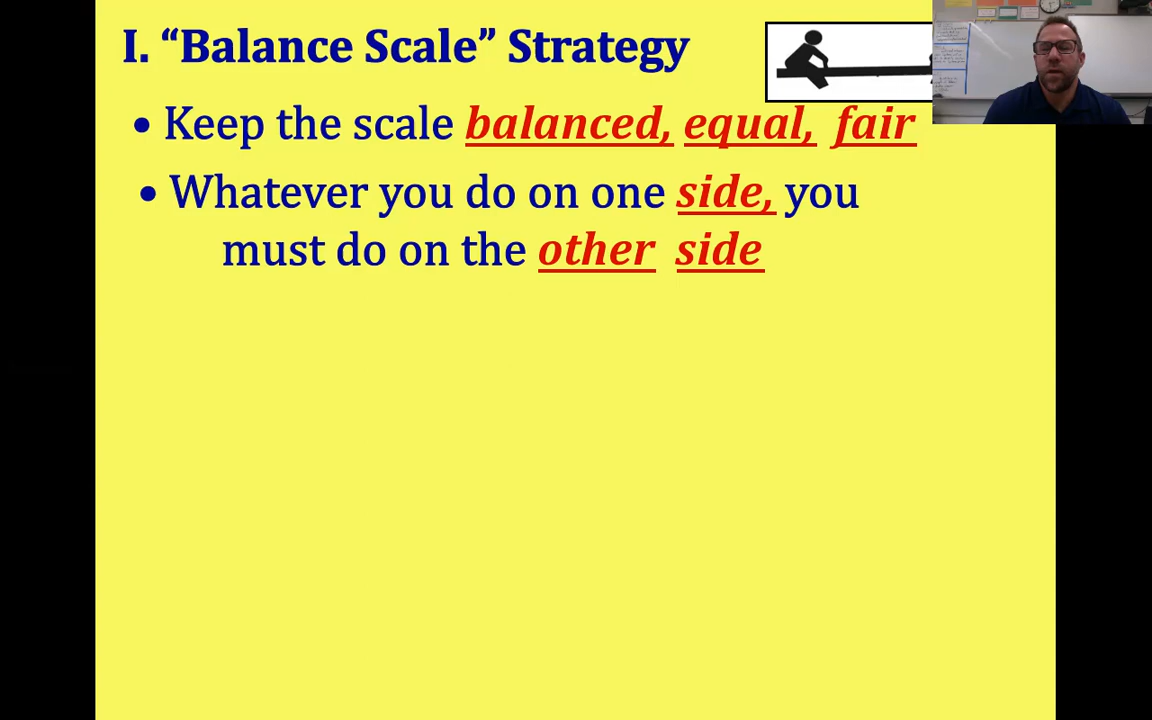 I. “Balance Scale” Strategy
• Keep the scale balanced, equal, fair
• Whatever you do on one side, you
must do on the other side